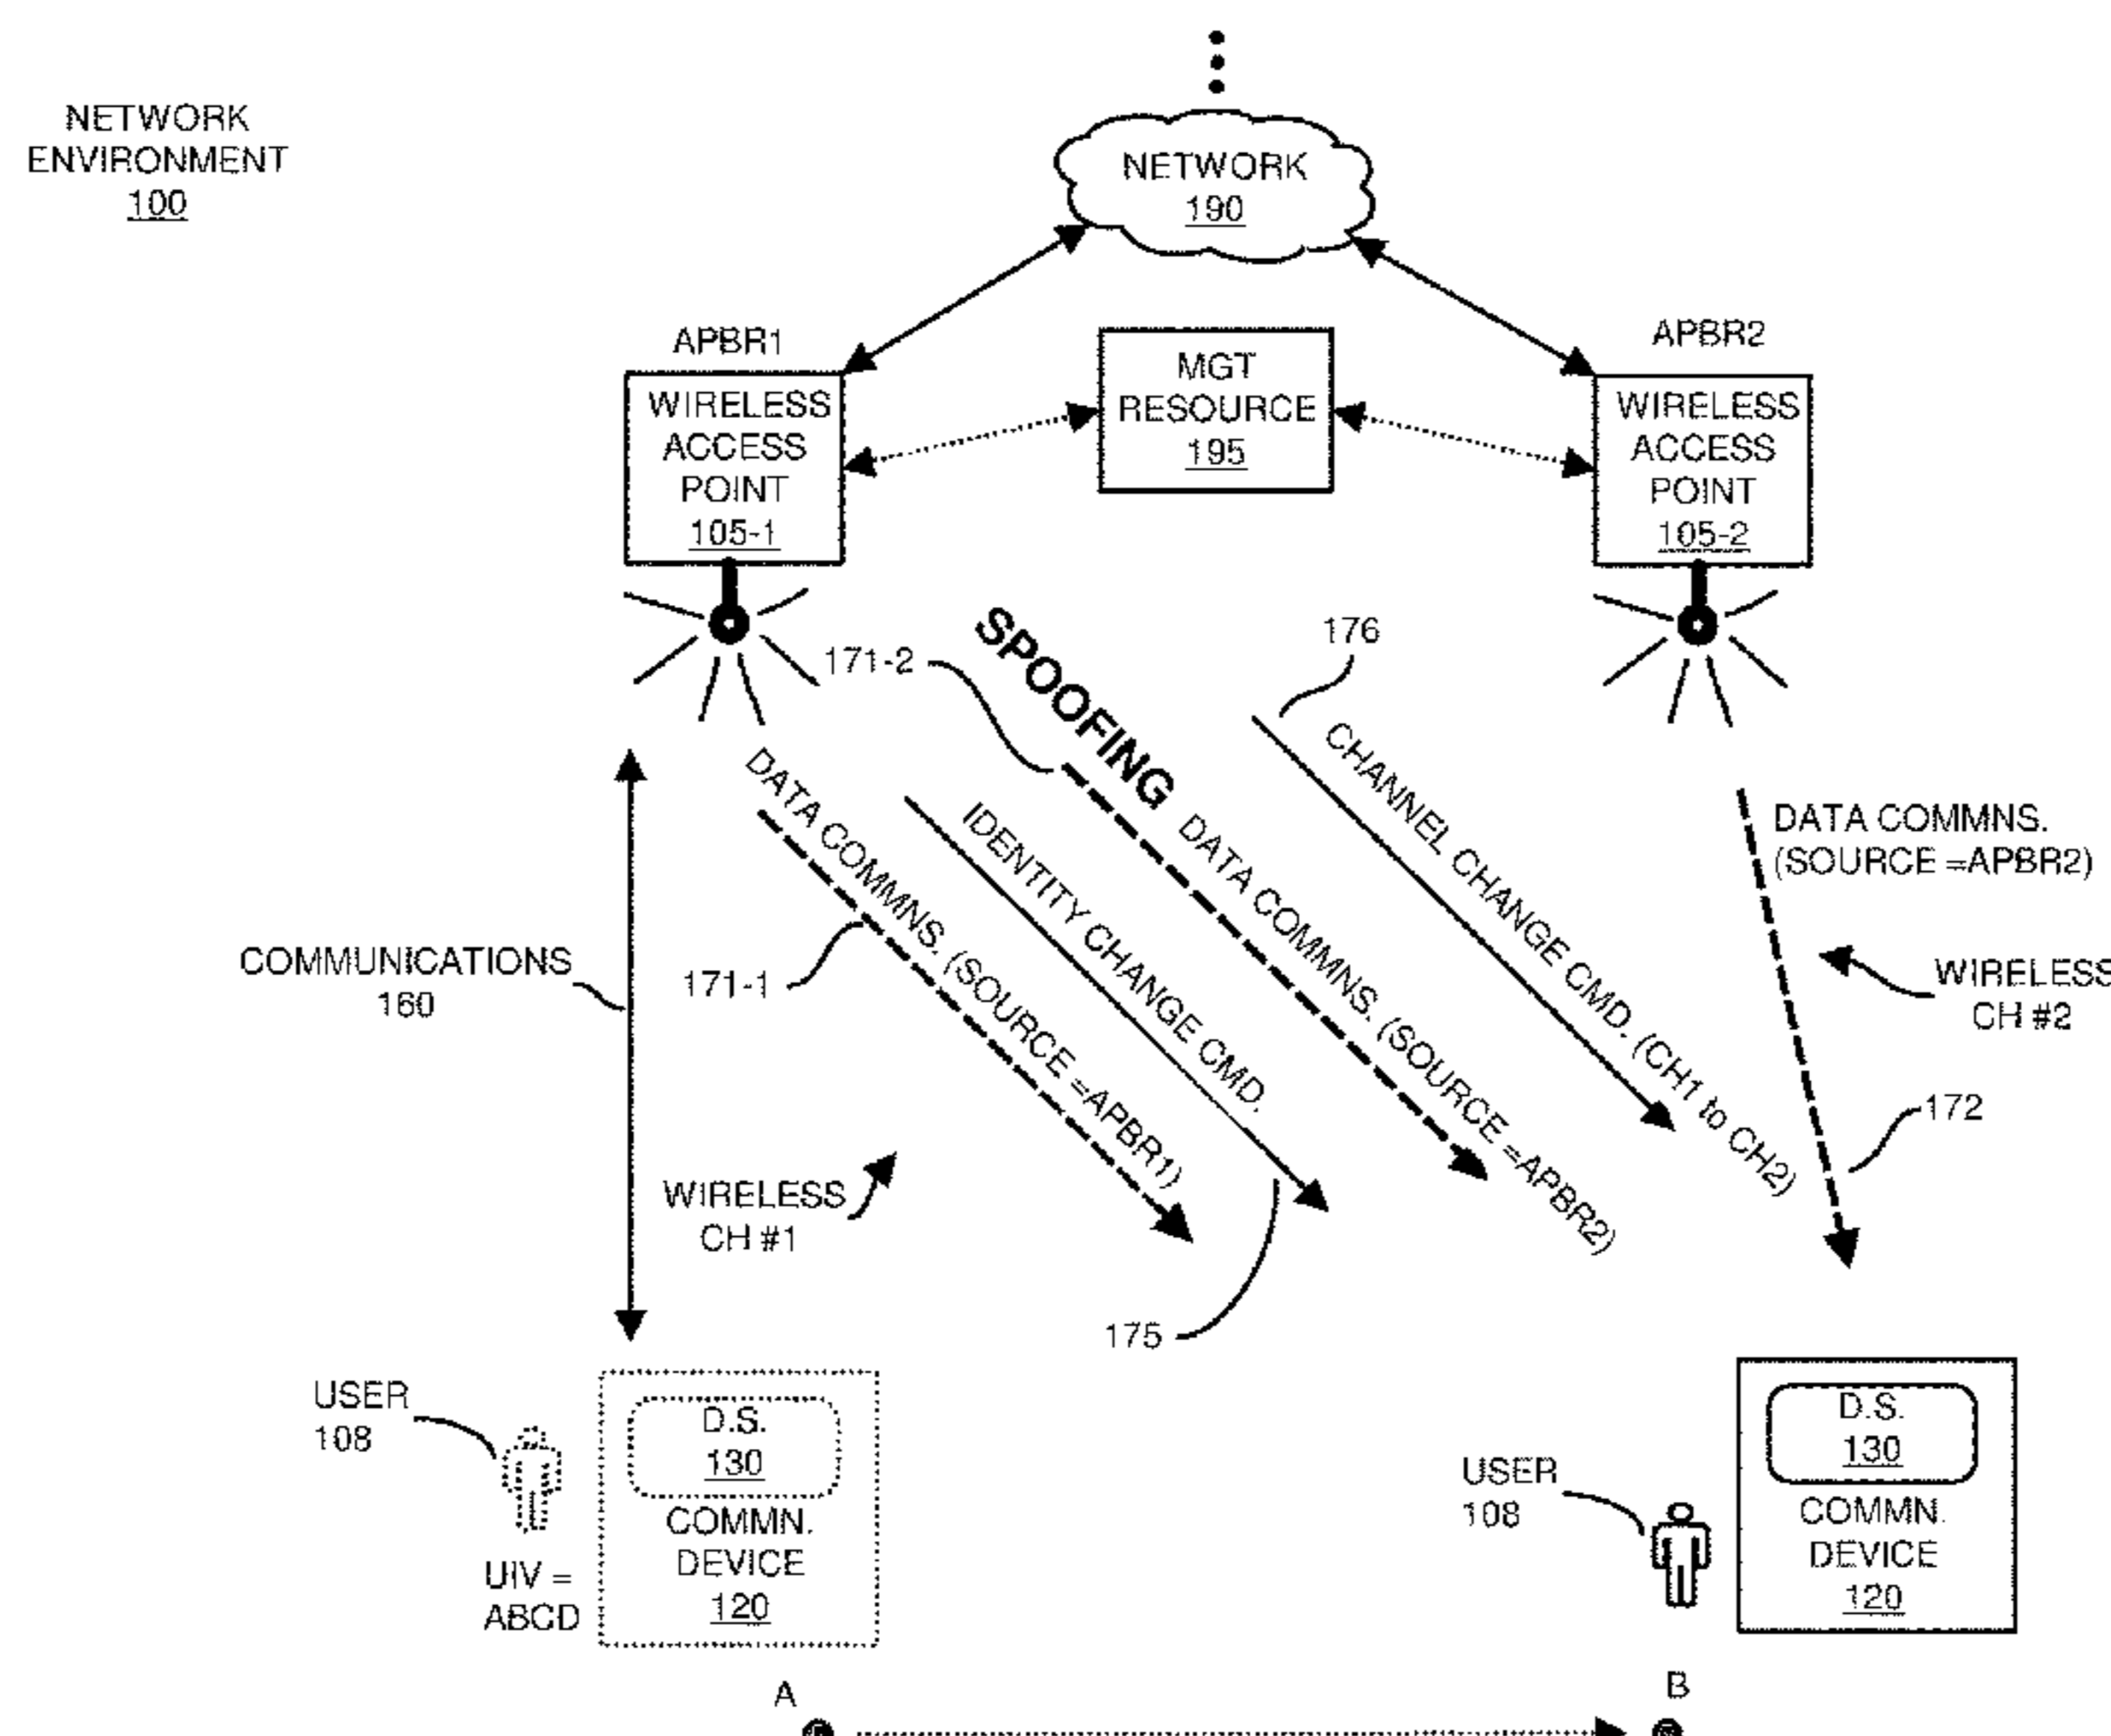 NETWORK
ENVIRONMENT
100
NETWORK
190
APBR1
WIRELESS
ACCESS
POINT
105-1
MGT
RESOURCE
195
APBR2
WIRELESS
ACCESS
POINT
105-2
171-2
SPOOFING
176
DATA COMMNS. (SOURCE =APBR1)
IDENTITY CHANGE CMD.
DATA COMMNS. (SOURCE =APBR2)
CHANNEL CHANGE CMD. (CH1 to CH2)
DATA COMMNS.
(SOURCE =APBR2)
COMMUNICATIONS
160
171-1
WIRELESS
CH #2
172
WIRELESS
CH #1
175
USER
108
UIV =
ABCD
D.S.
130
COMMN.
DEVICE
120
USER
108
D.S.
130
COMMN.
DEVICE
120
A
B